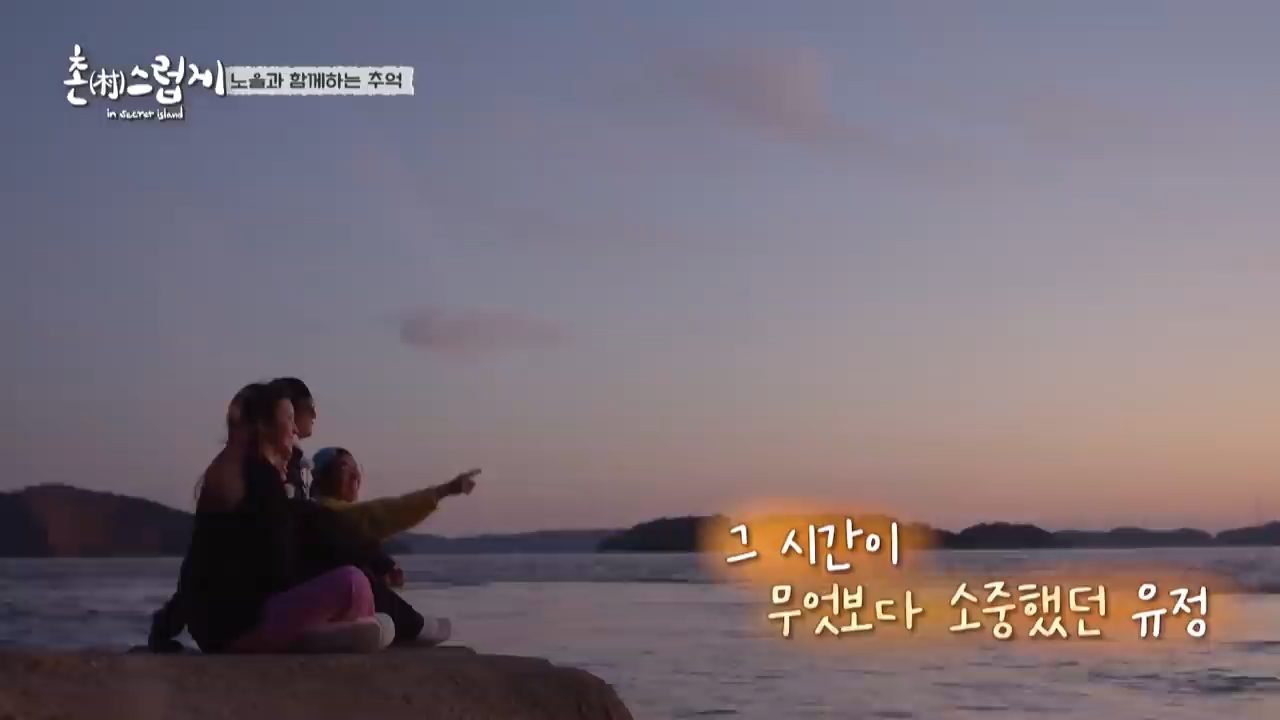 촌(村)스럽게
in secret island
노을과 함께하는 추억
그 시간이
무엇보다 소중했던 유정